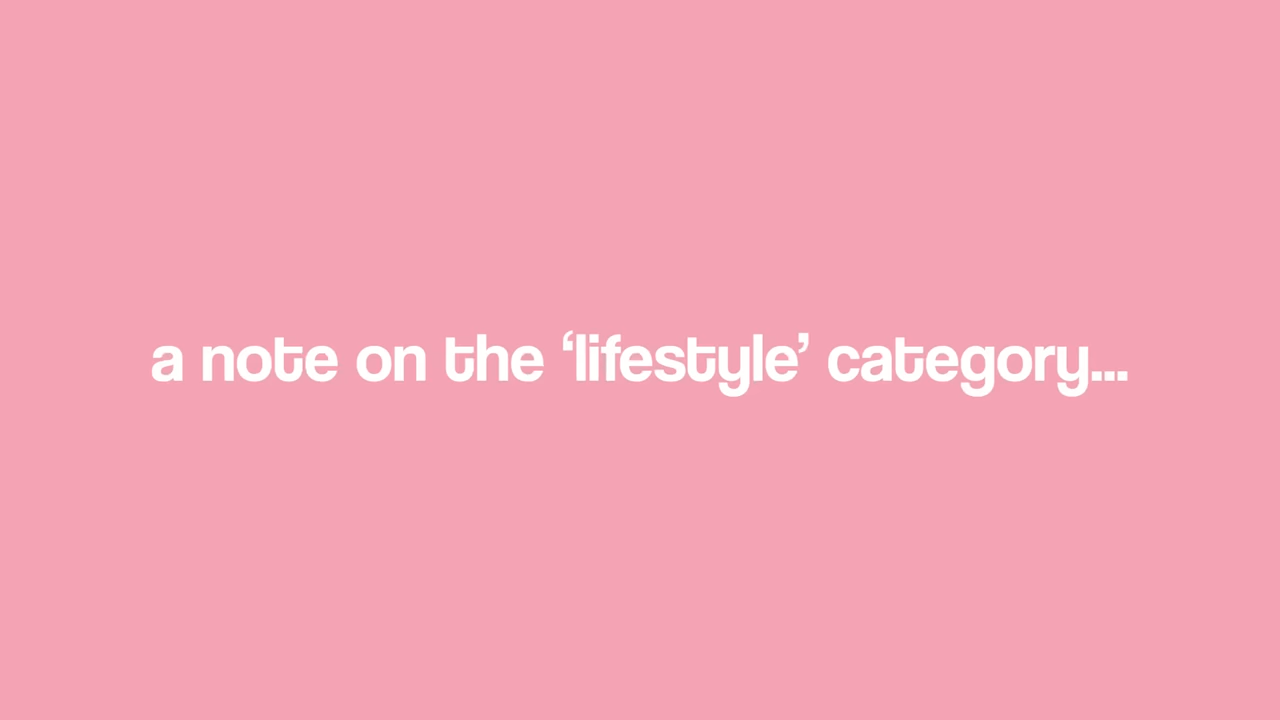 a note on the ‘lifestyle’ category...